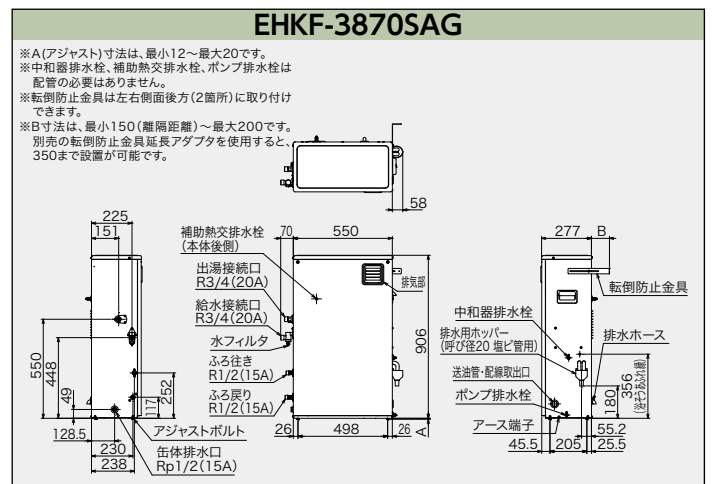 EHKF-3870SAG
※A(アジャスト)寸法は、最小12〜最大20です。
※中和器排水栓、補助熱交排水栓、ポンプ排水栓は
配管の必要はありません。
※転倒防止金具は左右側面後方(2箇所)に取り付け
できます。
※B寸法は、最小150(離隔距離)〜最大200です。
別売の転倒防止金具延長アダプタを使用すると、
350まで設置が可能です。
58
225
151
550
448
49
252
117
128.5
230
238
アジャストボルト
缶体排水口
Rp1/2(15A)
補助熱交排水栓
(本体後側)
出湯接続口
R3/4(20A)
給水接続口
R3/4(20A)
水フィルタ
ふろ往き
R1/2(15A)
ふろ戻り
R1/2(15A)
70
550
排気部
906
26
498
26
A
277
B
転倒防止金具
中和器排水栓
排水用ホッパー
(呼び径20 塩ビ管用)
排水ホース
送油管・配線取出口
ポンプ排水栓
アース端子
180
356
(浴そうあふれ縁)
55.2
45.5
205
25.5